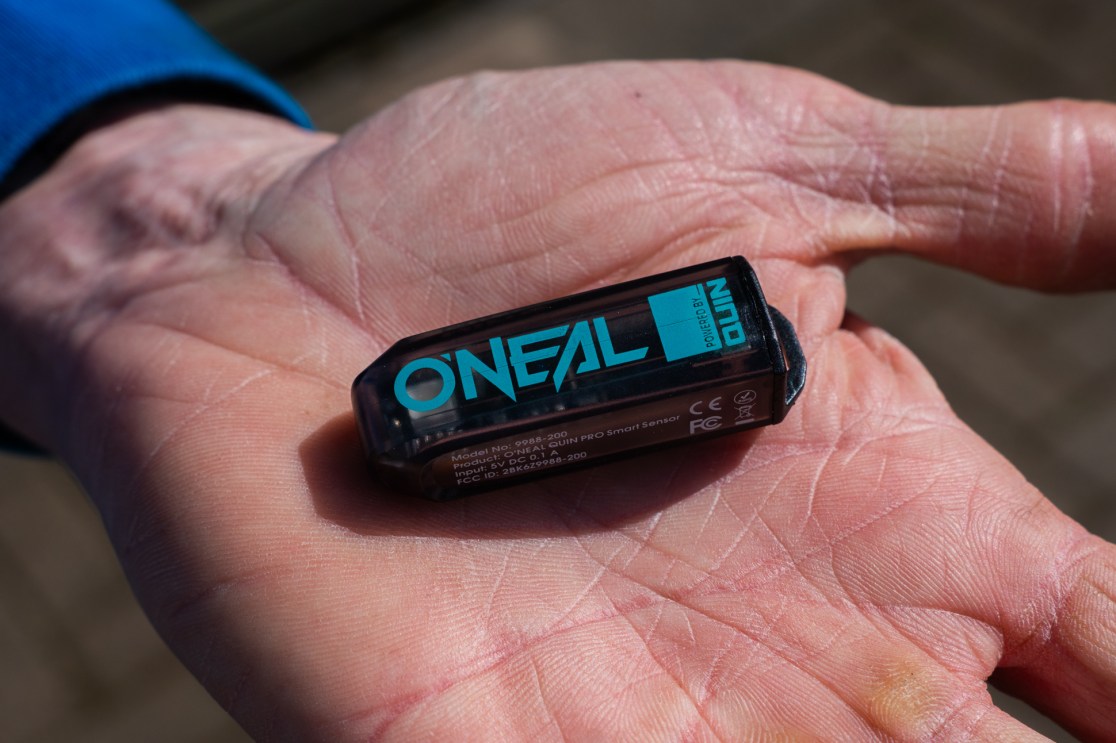 O'NEAL
POWERED BY
QUIN
Model No: 9988-200
Product: O'NEAL QUIN PRO Smart Sensor
Input: 5V DC 0.1 A
FCC ID: 2BK6Z9988-200
CE
FC